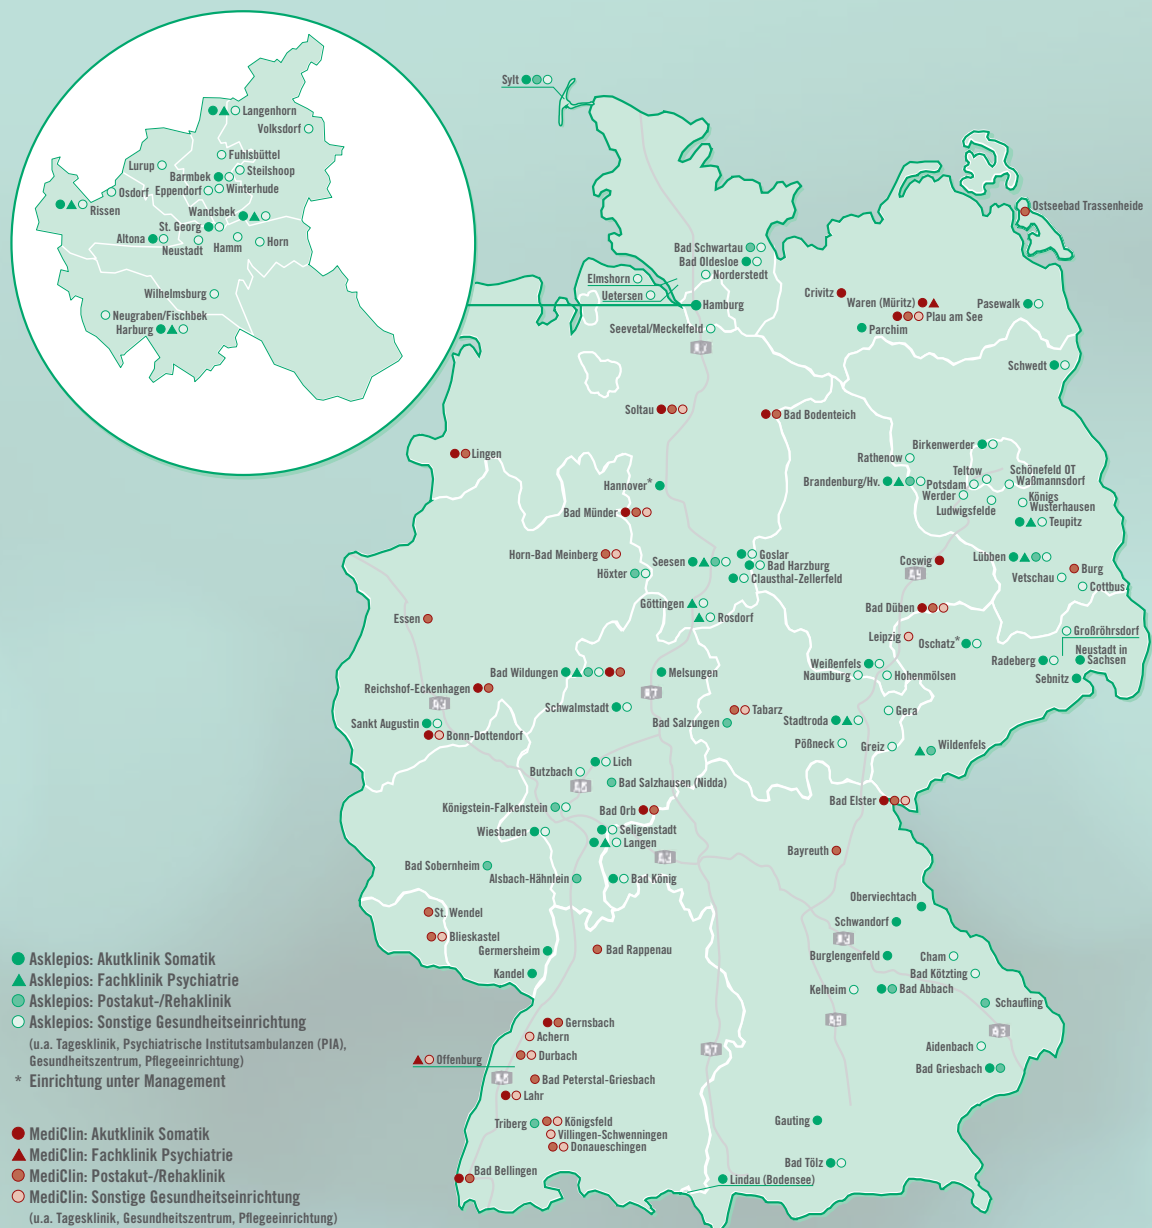 Langenhorn
Volksdorf
Fuhlsbüttel
Lurup
Steilshoop
Barmbek
Osdorf
Eppendorf
Winterhude
Rissen
Wandsbek
St. Georg
Altona
Neustadt
Hamm
Horn
Wilhelmsburg
Neugraben/Fischbek
Harburg
Sylt
Ostseebad Trassenheide
Bad Schwartau
Bad Oldesloe
Norderstedt
Elmshorn
Uetersen
Hamburg
Seevetal/Meckelfeld
A7
Crivitz
Waren (Müritz)
Plau am See
Parchim
Pasewalk
Schwedt
Soltau
Bad Bodenteich
Lingen
Birkenwerder
Rathenow
Hannover*
Brandenburg/Hv.
Teltow
Potsdam
Werder
Ludwigsfelde
Schönefeld OT
Waßmannsdorf
Königs
Wusterhausen
Teupitz
Bad Münder
Horn-Bad Meinberg
Höxter
Seesen
Goslar
Bad Harzburg
Clausthal-Zellerfeld
Coswig
A9
Lübben
Burg
Vetschau
Cottbus
Göttingen
Rosdorf
Essen
Bad Düben
Leipzig
Oschatz*
Großröhrsdorf
Neustadt in
Sachsen
Radeberg
Sebnitz
Bad Wildungen
Melsungen
Weißenfels
Naumburg
Hohenmölsen
Reichshof-Eckenhagen
A3
A7
Schwalmstadt
Tabarz
Bad Salzungen
Stadtroda
Gera
Sankt Augustin
Bonn-Dottendorf
Pößneck
Greiz
Wildenfels
Lich
Butzbach
Bad Salzhausen (Nidda)
A5
Königstein-Falkenstein
Bad Orb
Bad Elster
Wiesbaden
Seligenstadt
Langen
Bayreuth
A3
Bad Sobernheim
Alsbach-Hähnlein
Bad König
Oberviechtach
St. Wendel
Schwandorf
Blieskastel
A3
Germersheim
Bad Rappenau
Burglengenfeld
Cham
Kandel
Bad Kötzting
Kelheim
Bad Abbach
Schaufling
Gernsbach
A9
A3
Achern
Aidenbach
Offenburg
Durbach
A7
Bad Griesbach
A5
Bad Peterstal-Griesbach
Lahr
Triberg
Königsfeld
Villingen-Schwenningen
Donaueschingen
Gauting
Bad Tölz
Bad Bellingen
Lindau (Bodensee)
Asklepios: Akutklinik Somatik
Asklepios: Fachklinik Psychiatrie
Asklepios: Postakut-/Rehaklinik
Asklepios: Sonstige Gesundheitseinrichtung
(u.a. Tagesklinik, Psychiatrische Institutsambulanzen (PIA),
Gesundheitszentrum, Pflegeeinrichtung)
* Einrichtung unter Management
MediClin: Akutklinik Somatik
MediClin: Fachklinik Psychiatrie
MediClin: Postakut-/Rehaklinik
MediClin: Sonstige Gesundheitseinrichtung
(u.a. Tagesklinik, Gesundheitszentrum, Pflegeeinrichtung)